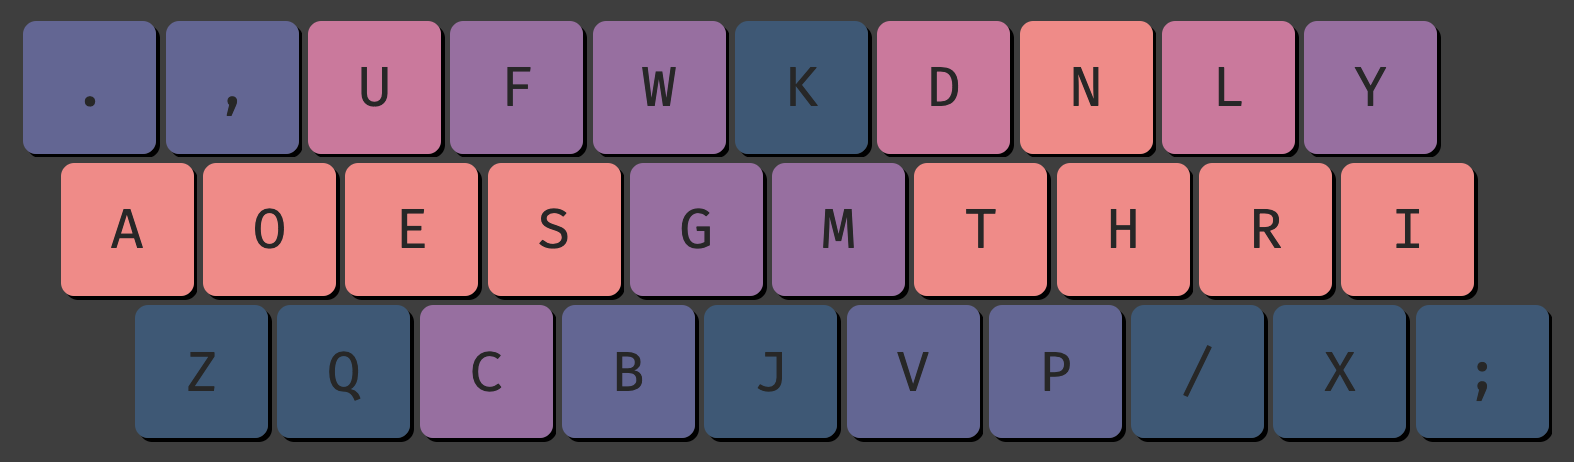 . , U F W K D N L Y
A O E S G M T H R I
Z Q C B J V P / X ;